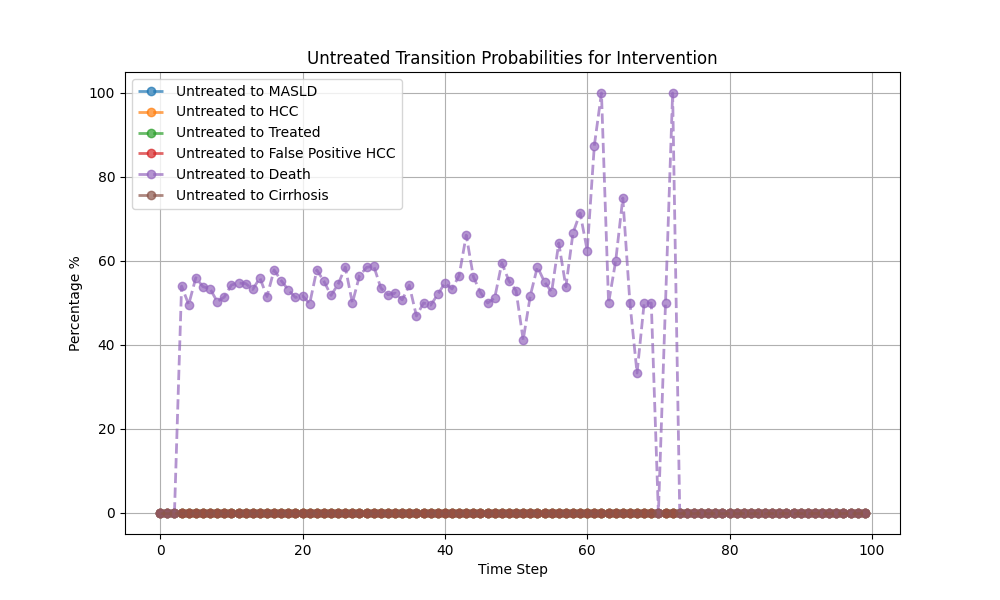 Untreated Transition Probabilities for Intervention
Untreated to MASLD
Untreated to HCC
Untreated to Treated
Untreated to False Positive HCC
Untreated to Death
Untreated to Cirrhosis
Percentage %
100
80
60
40
20
0
0 20 40 60 80 100
Time Step